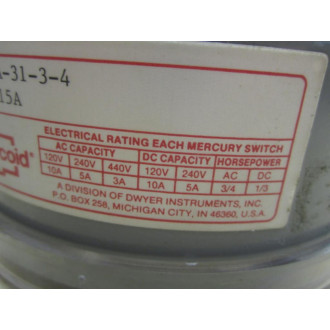 -31-3-4
15A
coid®
ELECTRICAL RATING EACH MERCURY SWITCH
AC CAPACITY DC CAPACITY HORSEPOWER
120V 240V 440V 120V 240V AC DC
10A 5A 3A 10A 5A 3/4 1/3
A DIVISION OF DWYER INSTRUMENTS, INC.
P.O. BOX 258, MICHIGAN CITY, IN 46360, U.S.A.